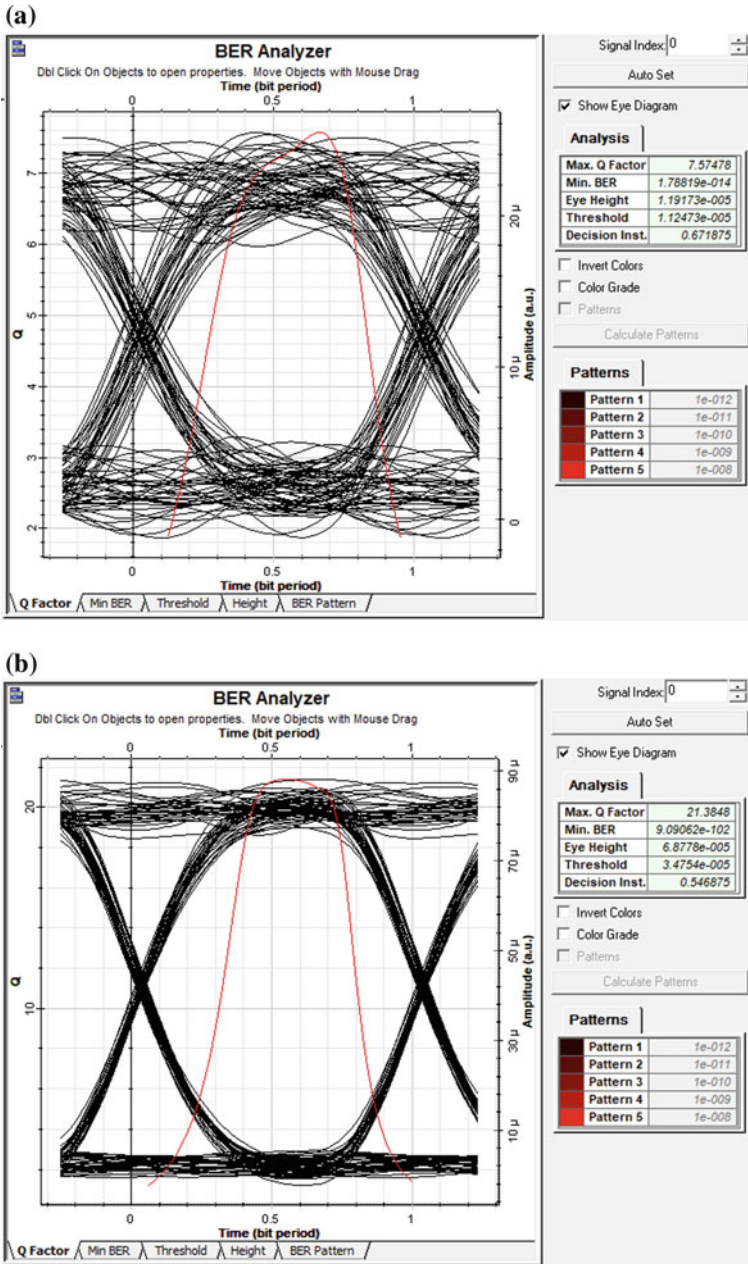 (a)
BER Analyzer
Dbl Click On Objects to open properties. Move Objects with Mouse Drag
Time (bit period)
0 0.5 1
Q
7
6
5
4
3
2
Amplitude (a.u.)
20 µ
10 µ
0
0 0.5 1
Time (bit period)
Q Factor Min BER Threshold Height BER Pattern
Signal Index: 0
Auto Set
Show Eye Diagram
Analysis
Max. Q Factor 7.57478
Min. BER 1.78819e-014
Eye Height 1.19173e-005
Threshold 1.12473e-005
Decision Inst. 0.671875
Invert Colors
Color Grade
Patterns
Calculate Patterns
Patterns
Pattern 1 1e-012
Pattern 2 1e-011
Pattern 3 1e-010
Pattern 4 1e-009
Pattern 5 1e-008
(b)
BER Analyzer
Dbl Click On Objects to open properties. Move Objects with Mouse Drag
Time (bit period)
0 0.5 1
Q
20
10
Amplitude (a.u.)
90 µ
70 µ
50 µ
30 µ
10 µ
0 0.5 1
Time (bit period)
Q Factor Min BER Threshold Height BER Pattern
Signal Index: 0
Auto Set
Show Eye Diagram
Analysis
Max. Q Factor 21.3848
Min. BER 9.09062e-102
Eye Height 6.8778e-005
Threshold 3.4754e-005
Decision Inst. 0.546875
Invert Colors
Color Grade
Patterns
Calculate Patterns
Patterns
Pattern 1 1e-012
Pattern 2 1e-011
Pattern 3 1e-010
Pattern 4 1e-009
Pattern 5 1e-008